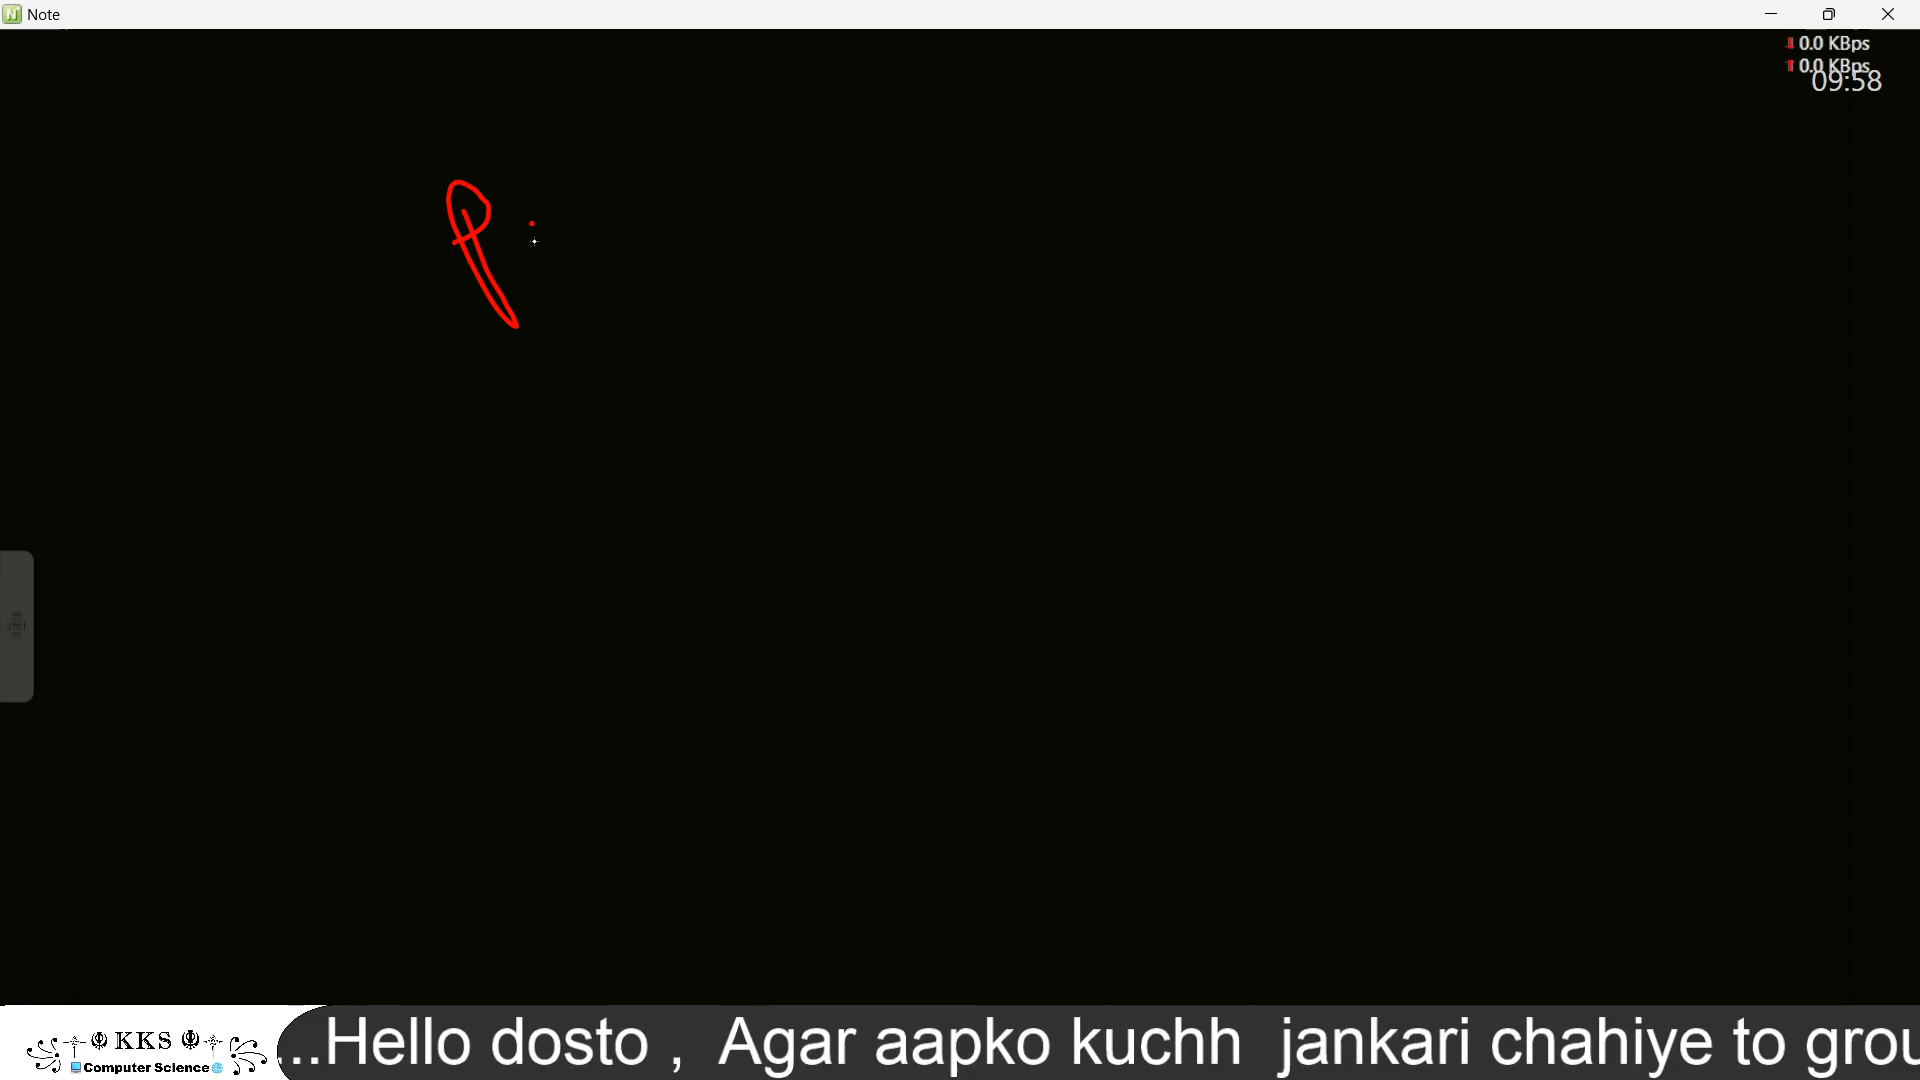 Note
0.0 KBps
0.0 KBps
09:58
P
KKS
Computer Science
...Hello dosto , Agar aapko kuchh jankari chahiye to grou